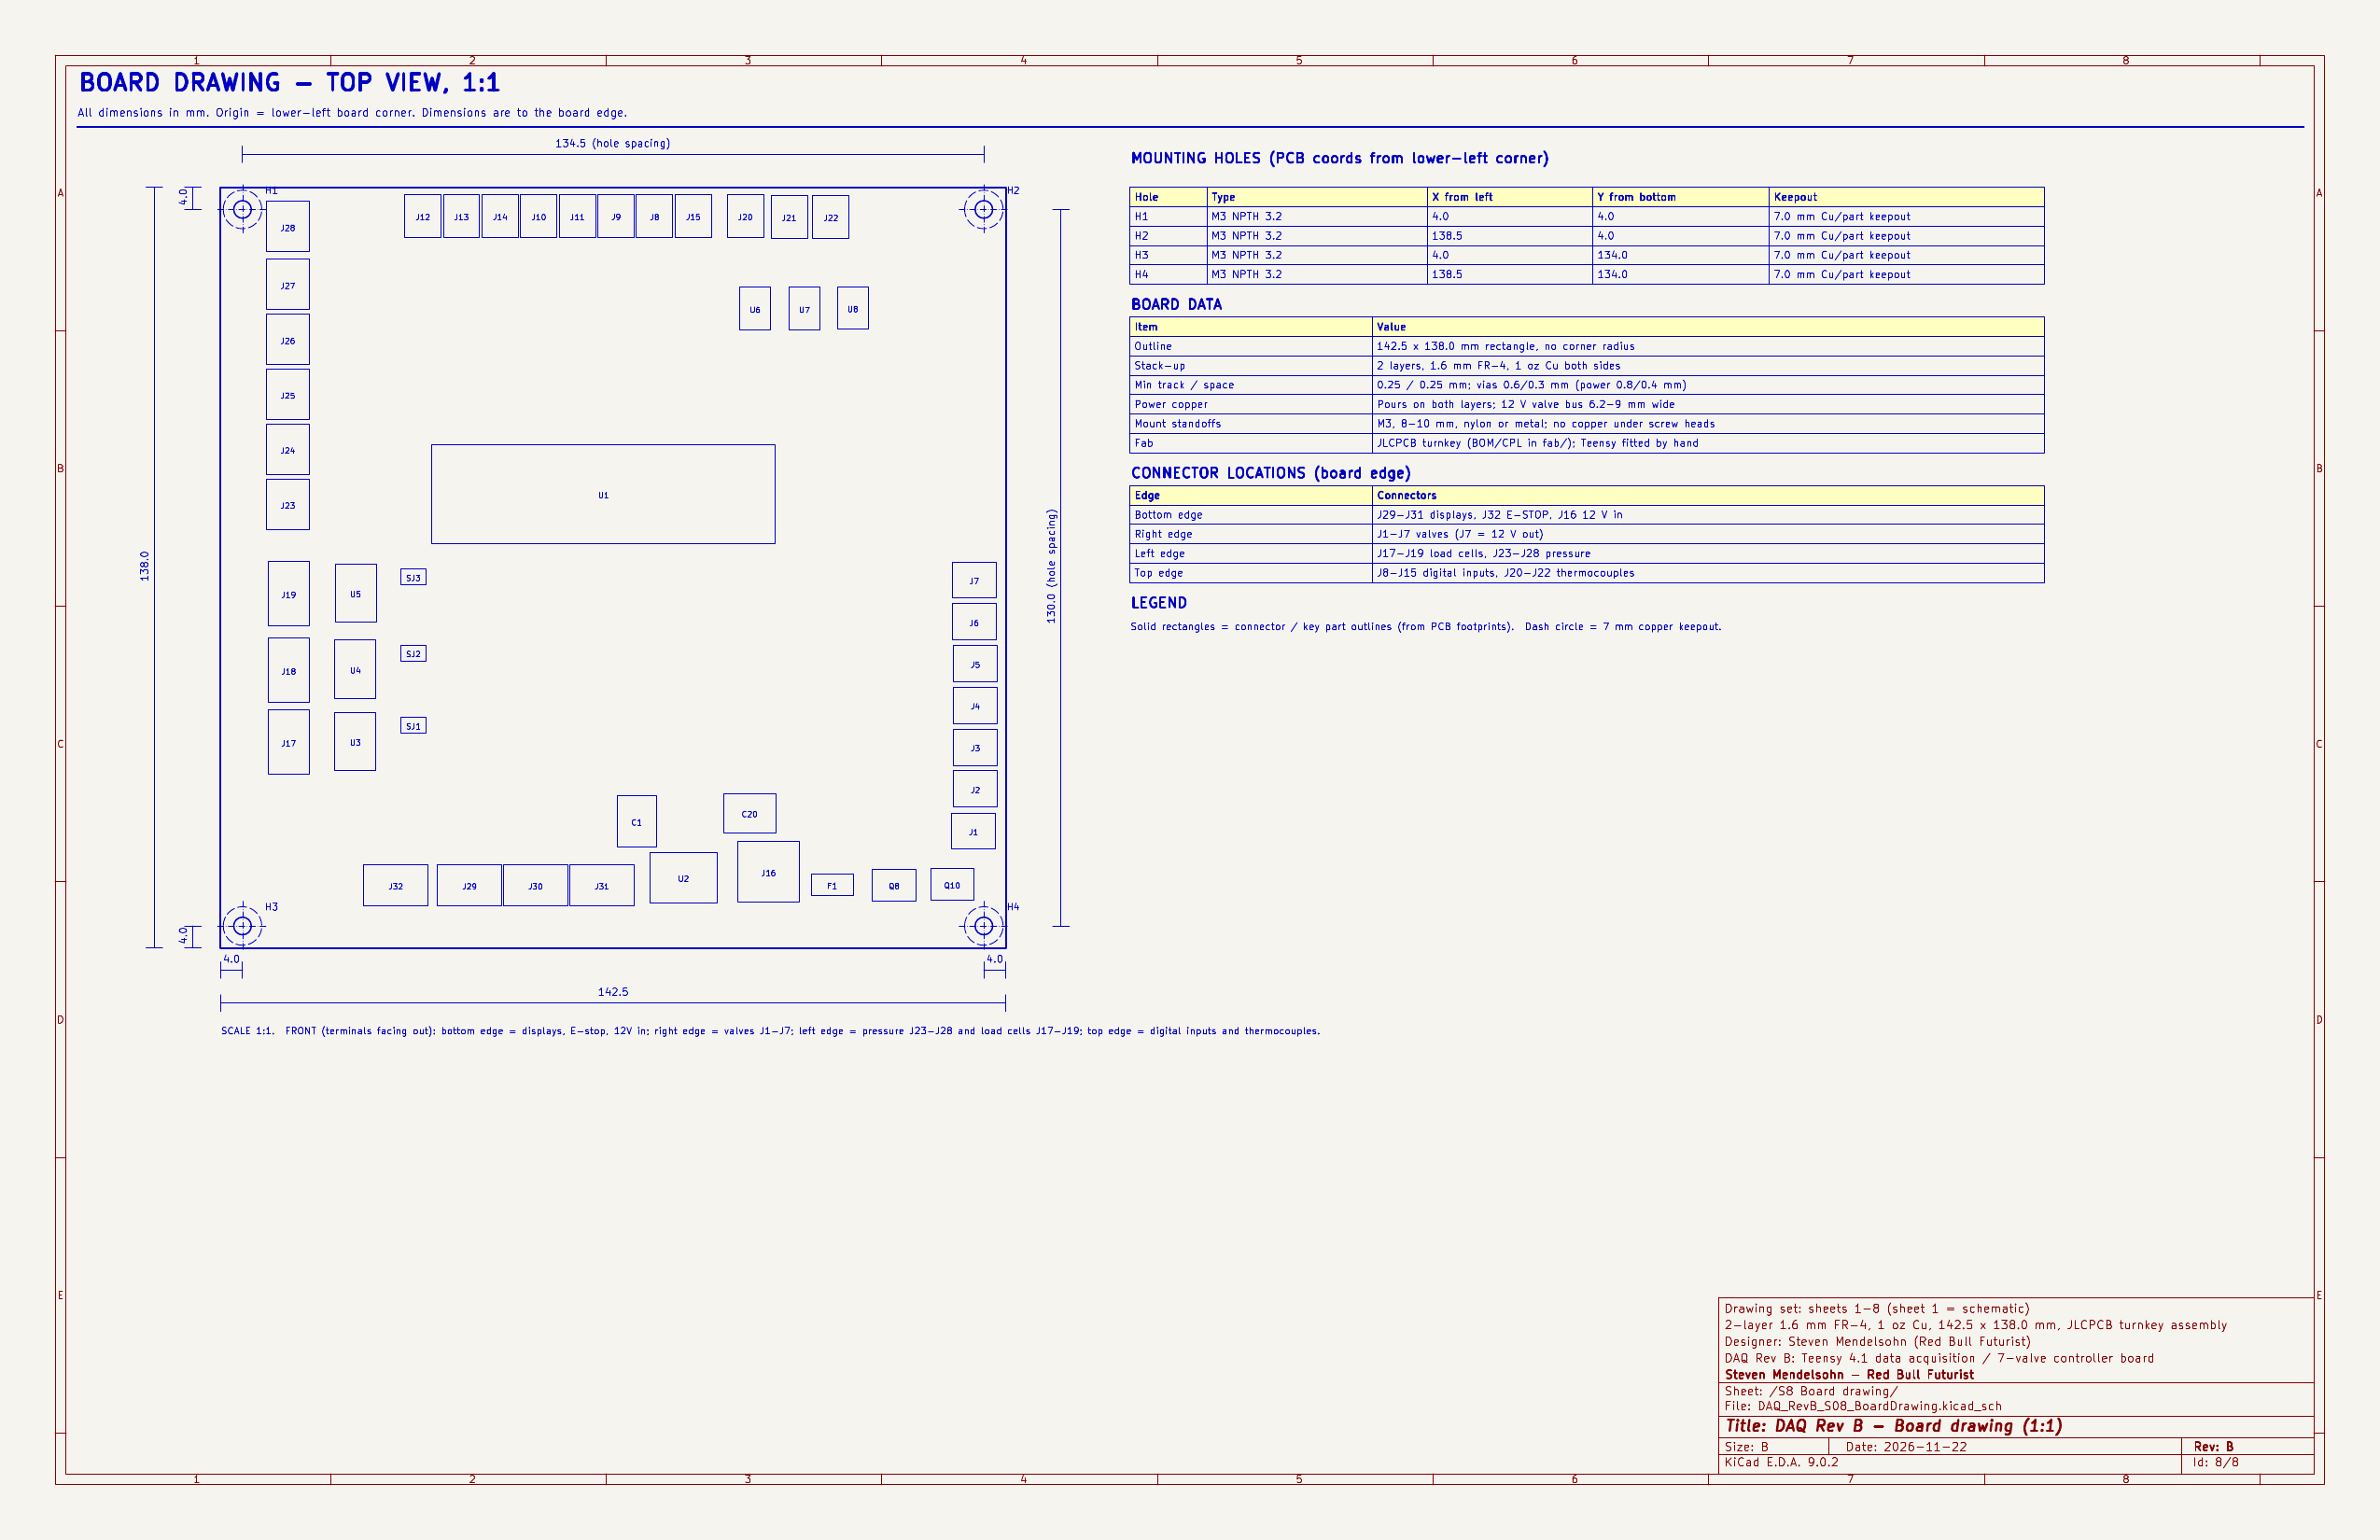 1 2 3 4 5 6 7 8
BOARD DRAWING – TOP VIEW, 1:1
All dimensions in mm. Origin = lower-left board corner. Dimensions are to the board edge.
134.5 (hole spacing)
A
4.0
H1
H2
J28
J12 J13 J14 J10 J11 J9 J8 J15 J20 J21 J22
J27
U6 U7 U8
J26
J25
J24
B
U1
J23
138.0
130.0 (hole spacing)
J19 U5 SJ3 J7
J6
J18 U4 SJ2 J5
J4
J17 U3 SJ1 J3
C
J2
C1 C20 J1
J32 J29 J30 J31 U2 J16 F1 Q8 Q10
H3
H4
4.0
4.0
4.0
142.5
D
SCALE 1:1. FRONT (terminals facing out): bottom edge = displays, E-stop, 12V in; right edge = valves J1-J7; left edge = pressure J23-J28 and load cells J17-J19; top edge = digital inputs and thermocouples.
MOUNTING HOLES (PCB coords from lower-left corner)
Hole Type X from left Y from bottom Keepout
H1 M3 NPTH 3.2 4.0 4.0 7.0 mm Cu/part keepout
H2 M3 NPTH 3.2 138.5 4.0 7.0 mm Cu/part keepout
H3 M3 NPTH 3.2 4.0 134.0 7.0 mm Cu/part keepout
H4 M3 NPTH 3.2 138.5 134.0 7.0 mm Cu/part keepout
BOARD DATA
Item Value
Outline 142.5 x 138.0 mm rectangle, no corner radius
Stack-up 2 layers, 1.6 mm FR-4, 1 oz Cu both sides
Min track / space 0.25 / 0.25 mm; vias 0.6/0.3 mm (power 0.8/0.4 mm)
Power copper Pours on both layers; 12 V valve bus 6.2-9 mm wide
Mount standoffs M3, 8-10 mm, nylon or metal; no copper under screw heads
Fab JLCPCB turnkey (BOM/CPL in fab/); Teensy fitted by hand
CONNECTOR LOCATIONS (board edge)
Edge Connectors
Bottom edge J29-J31 displays, J32 E-STOP, J16 12 V in
Right edge J1-J7 valves (J7 = 12 V out)
Left edge J17-J19 load cells, J23-J28 pressure
Top edge J8-J15 digital inputs, J20-J22 thermocouples
LEGEND
Solid rectangles = connector / key part outlines (from PCB footprints). Dash circle = 7 mm copper keepout.
A
B
C
D
E
E
Drawing set: sheets 1-8 (sheet 1 = schematic)
2-layer 1.6 mm FR-4, 1 oz Cu, 142.5 x 138.0 mm, JLCPCB turnkey assembly
Designer: Steven Mendelsohn (Red Bull Futurist)
DAQ Rev B: Teensy 4.1 data acquisition / 7-valve controller board
Steven Mendelsohn – Red Bull Futurist
Sheet: /S8 Board drawing/
File: DAQ_RevB_S08_BoardDrawing.kicad_sch
Title: DAQ Rev B – Board drawing (1:1)
Size: B Date: 2026-11-22 Rev: B
KiCad E.D.A. 9.0.2 Id: 8/8
1 2 3 4 5 6 7 8